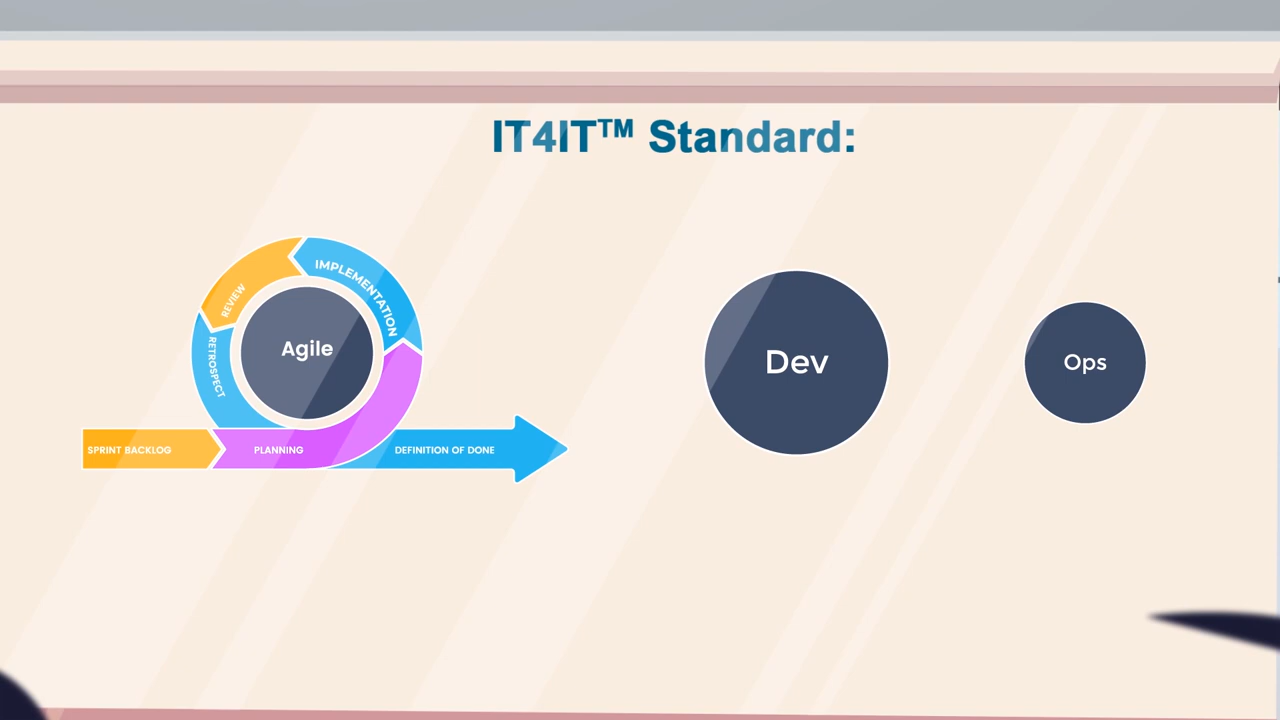 IT4IT™ Standard:
IMPLEMENTATION
REVIEW
Agile
RETROSPECT
SPRINT BACKLOG
PLANNING
DEFINITION OF DONE
Dev
Ops